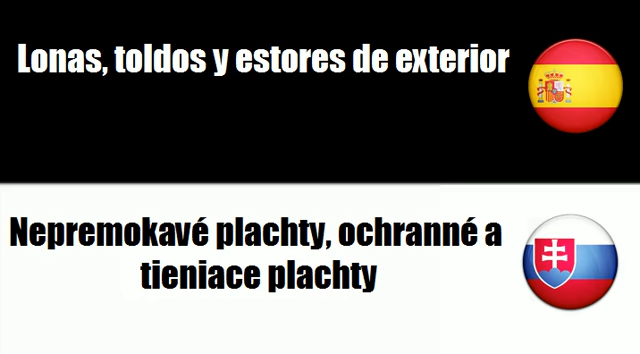 Lonas, toldos y estores de exterior
Nepremokavé plachty, ochranné a
tieniace plachty